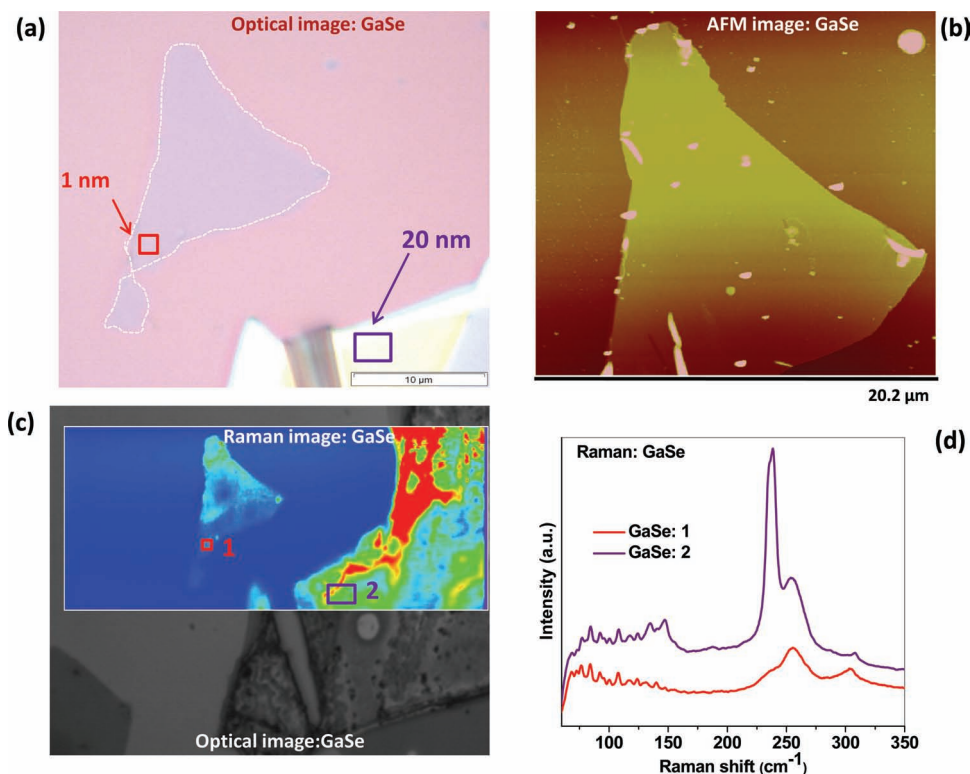 (a)
Optical image: GaSe
1 nm
20 nm
10 µm
AFM image: GaSe
(b)
20.2 µm
(c)
Raman image: GaSe
1
2
Optical image:GaSe
(d)
Raman: GaSe
GaSe: 1
GaSe: 2
Intensity (a.u.)
100 150 200 250 300 350
Raman shift (cm⁻¹)